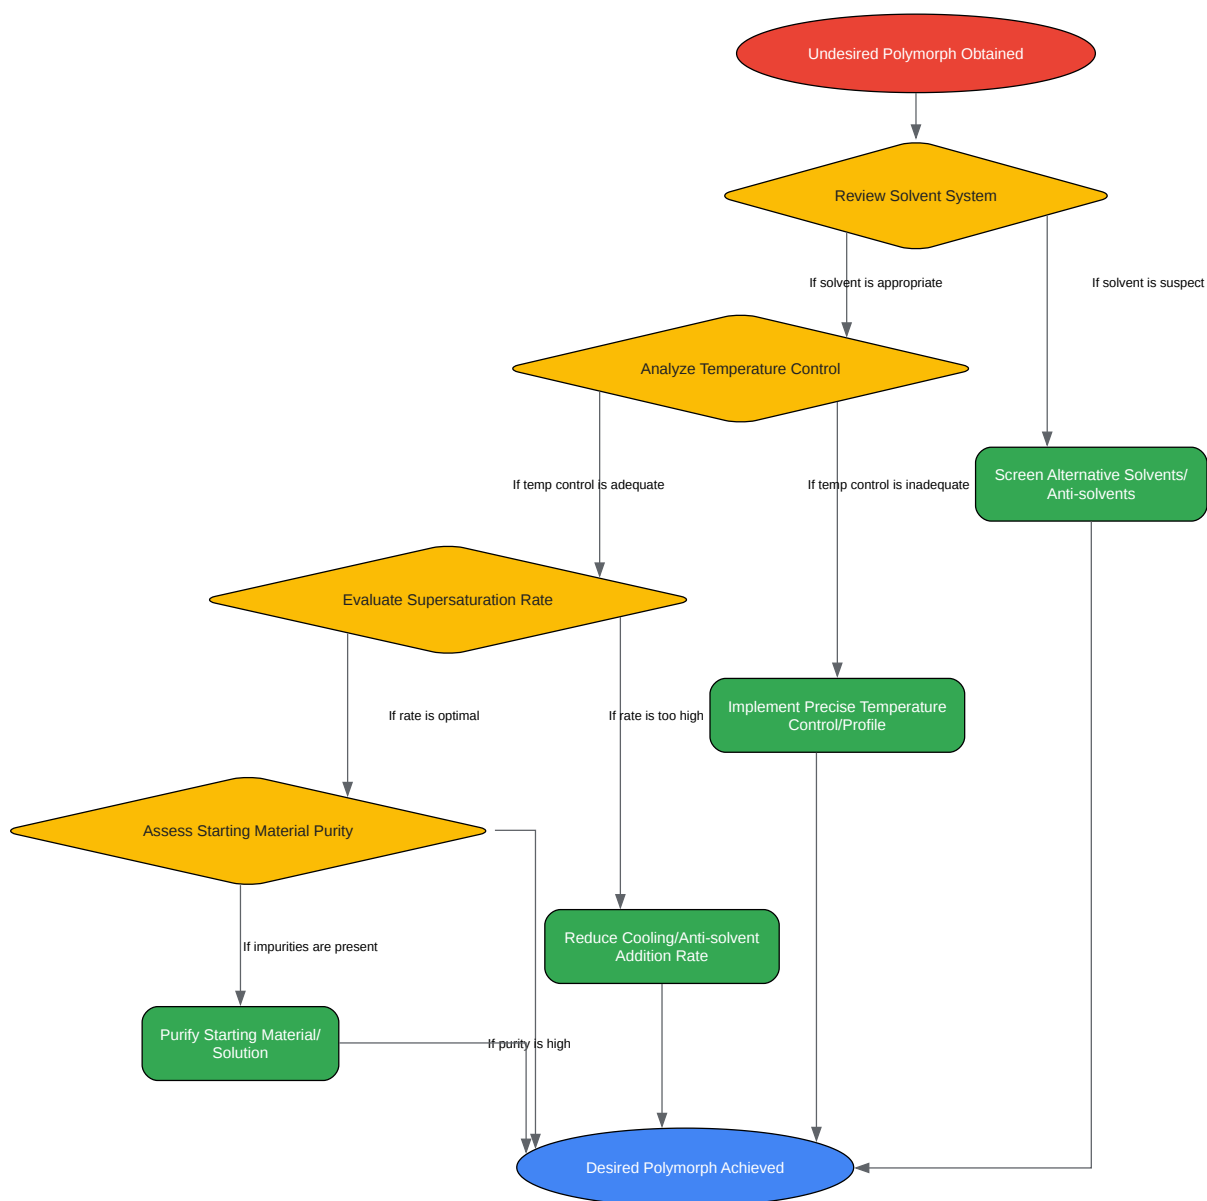 Undesired Polymorph Obtained
Review Solvent System
If solvent is appropriate
If solvent is suspect
Analyze Temperature Control
Screen Alternative Solvents/
Anti-solvents
If temp control is adequate
If temp control is inadequate
Evaluate Supersaturation Rate
Implement Precise Temperature
Control/Profile
If rate is optimal
If rate is too high
Assess Starting Material Purity
Reduce Cooling/Anti-solvent
Addition Rate
If impurities are present
Purify Starting Material/
Solution
If purity is high
Desired Polymorph Achieved